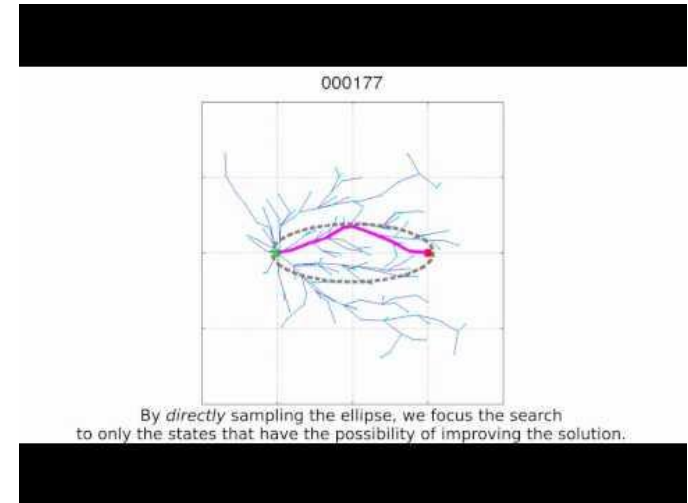 000177
By directly sampling the ellipse, we focus the search
to only the states that have the possibility of improving the solution.